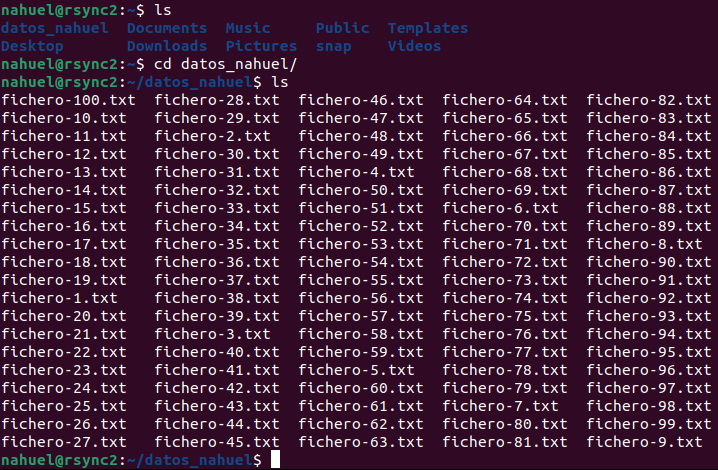 nahuel@rsync2:~$ ls
datos_nahuel  Documents  Music     Public  Templates
Desktop       Downloads  Pictures  snap    Videos
nahuel@rsync2:~$ cd datos_nahuel/
nahuel@rsync2:~/datos_nahuel$ ls
fichero-100.txt  fichero-28.txt  fichero-46.txt  fichero-64.txt  fichero-82.txt
fichero-10.txt   fichero-29.txt  fichero-47.txt  fichero-65.txt  fichero-83.txt
fichero-11.txt   fichero-2.txt   fichero-48.txt  fichero-66.txt  fichero-84.txt
fichero-12.txt   fichero-30.txt  fichero-49.txt  fichero-67.txt  fichero-85.txt
fichero-13.txt   fichero-31.txt  fichero-4.txt   fichero-68.txt  fichero-86.txt
fichero-14.txt   fichero-32.txt  fichero-50.txt  fichero-69.txt  fichero-87.txt
fichero-15.txt   fichero-33.txt  fichero-51.txt  fichero-6.txt   fichero-88.txt
fichero-16.txt   fichero-34.txt  fichero-52.txt  fichero-70.txt  fichero-89.txt
fichero-17.txt   fichero-35.txt  fichero-53.txt  fichero-71.txt  fichero-8.txt
fichero-18.txt   fichero-36.txt  fichero-54.txt  fichero-72.txt  fichero-90.txt
fichero-19.txt   fichero-37.txt  fichero-55.txt  fichero-73.txt  fichero-91.txt
fichero-1.txt    fichero-38.txt  fichero-56.txt  fichero-74.txt  fichero-92.txt
fichero-20.txt   fichero-39.txt  fichero-57.txt  fichero-75.txt  fichero-93.txt
fichero-21.txt   fichero-3.txt   fichero-58.txt  fichero-76.txt  fichero-94.txt
fichero-22.txt   fichero-40.txt  fichero-59.txt  fichero-77.txt  fichero-95.txt
fichero-23.txt   fichero-41.txt  fichero-5.txt   fichero-78.txt  fichero-96.txt
fichero-24.txt   fichero-42.txt  fichero-60.txt  fichero-79.txt  fichero-97.txt
fichero-25.txt   fichero-43.txt  fichero-61.txt  fichero-7.txt   fichero-98.txt
fichero-26.txt   fichero-44.txt  fichero-62.txt  fichero-80.txt  fichero-99.txt
fichero-27.txt   fichero-45.txt  fichero-63.txt  fichero-81.txt  fichero-9.txt
nahuel@rsync2:~/datos_nahuel$